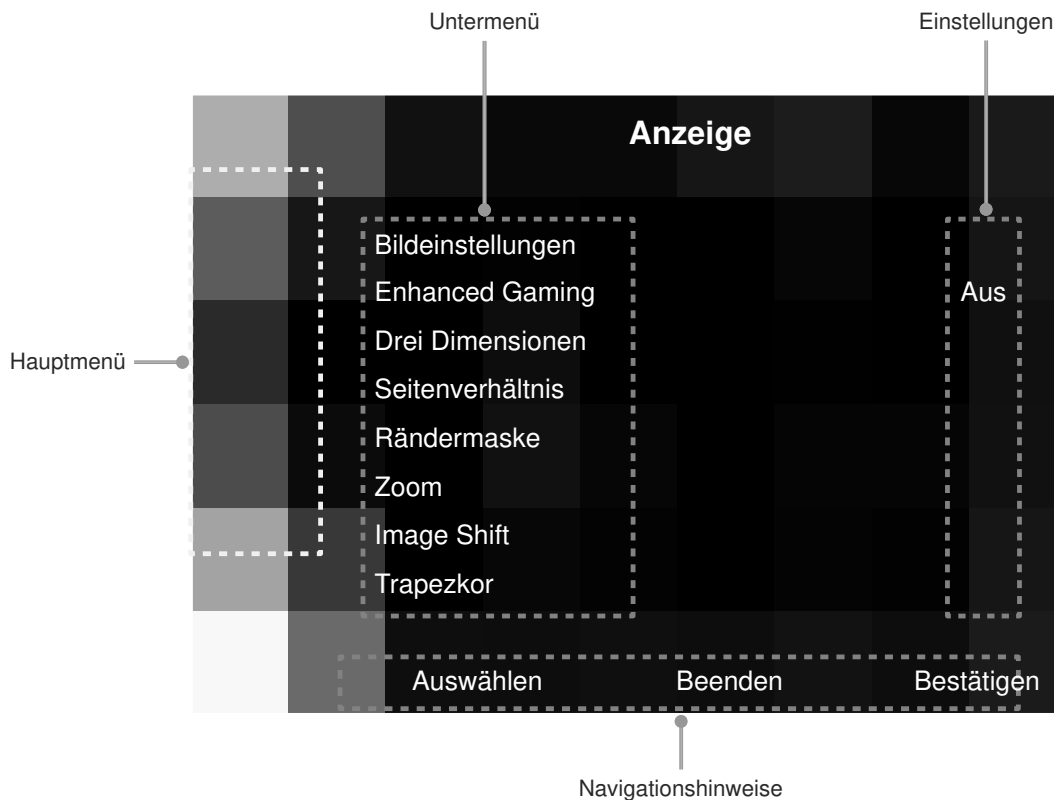 Untermenü
Einstellungen
Anzeige
Bildeinstellungen
Enhanced Gaming
Aus
Drei Dimensionen
Hauptmenü
Seitenverhältnis
Rändermaske
Zoom
Image Shift
Trapezkor
Auswählen
Beenden
Bestätigen
Navigationshinweise